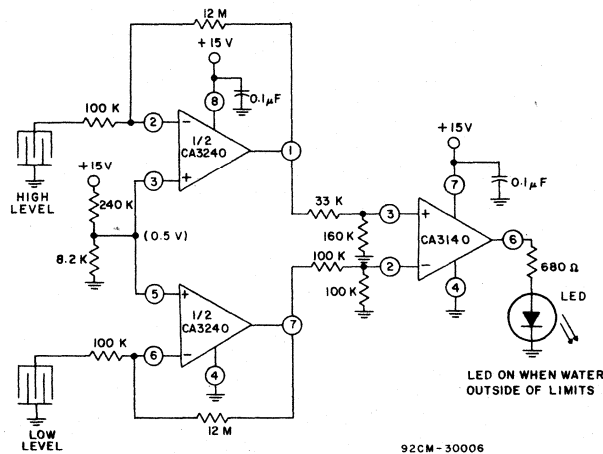 12 M
+15 V
100 K
2
8
0.1µF
−
1/2
CA3240
1
+15V
3
+
HIGH
LEVEL
240 K
(0.5 V)
8.2 K
33 K
3
+
160 K
+15V
7
0.1µF
CA3140
6
100 K
2
−
100 K
4
680 Ω
LED
5
+
1/2
CA3240
7
100 K
6
−
4
12 M
LOW
LEVEL
LED ON WHEN WATER
OUTSIDE OF LIMITS
92CM-30006